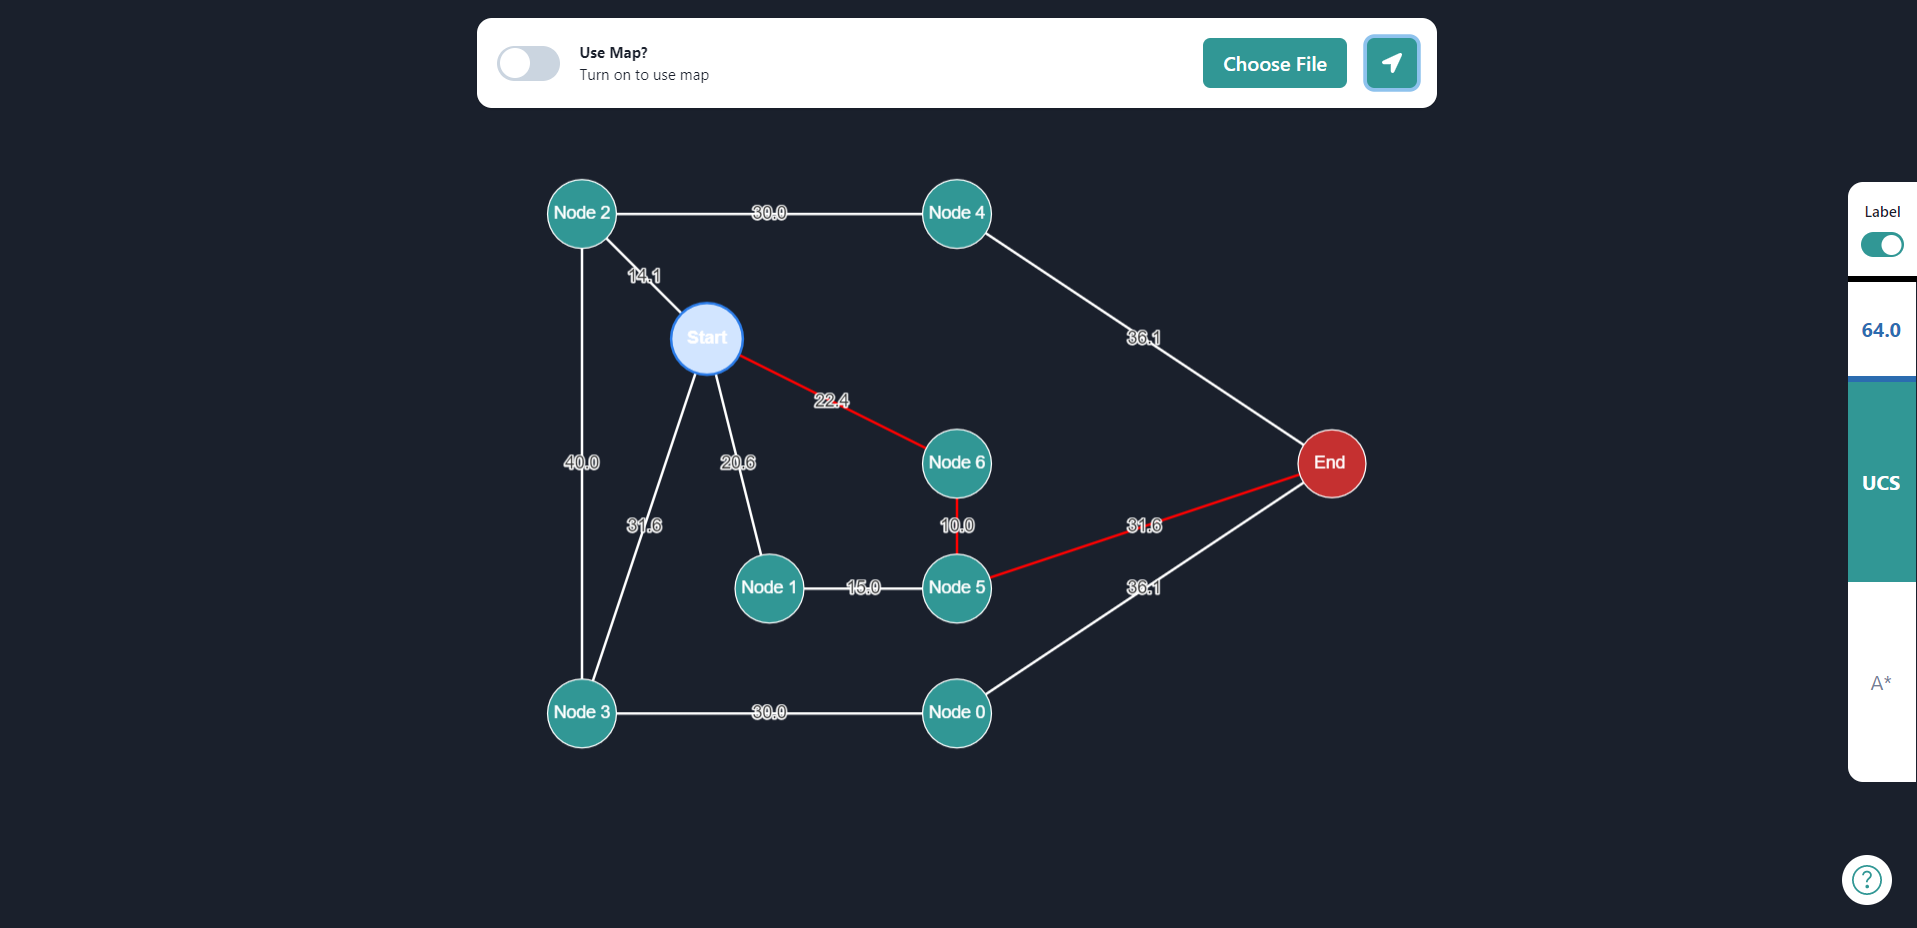 Use Map?
Turn on to use map
Choose File
Node 2
30.0
Node 4
Label
14.1
64.0
Start
36.1
22.4
40.0
20.6
Node 6
End
UCS
31.6
10.0
31.6
Node 1
15.0
Node 5
36.1
A*
Node 3
30.0
Node 0
?